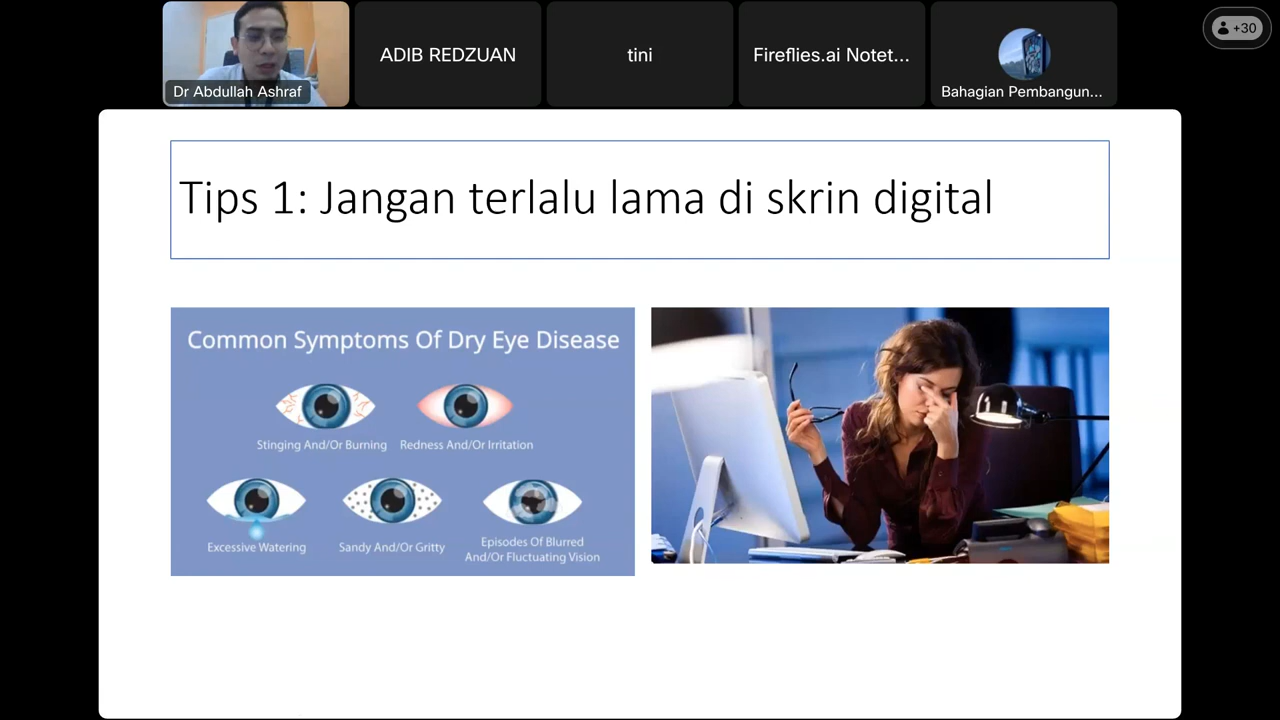 Dr Abdullah Ashraf
ADIB REDZUAN
tini
Fireflies.ai Notet...
Bahagian Pembangun...
+30
Tips 1: Jangan terlalu lama di skrin digital
Common Symptoms Of Dry Eye Disease
Stinging And/Or Burning
Redness And/Or Irritation
Excessive Watering
Sandy And/Or Gritty
Episodes Of Blurred
And/Or Fluctuating Vision